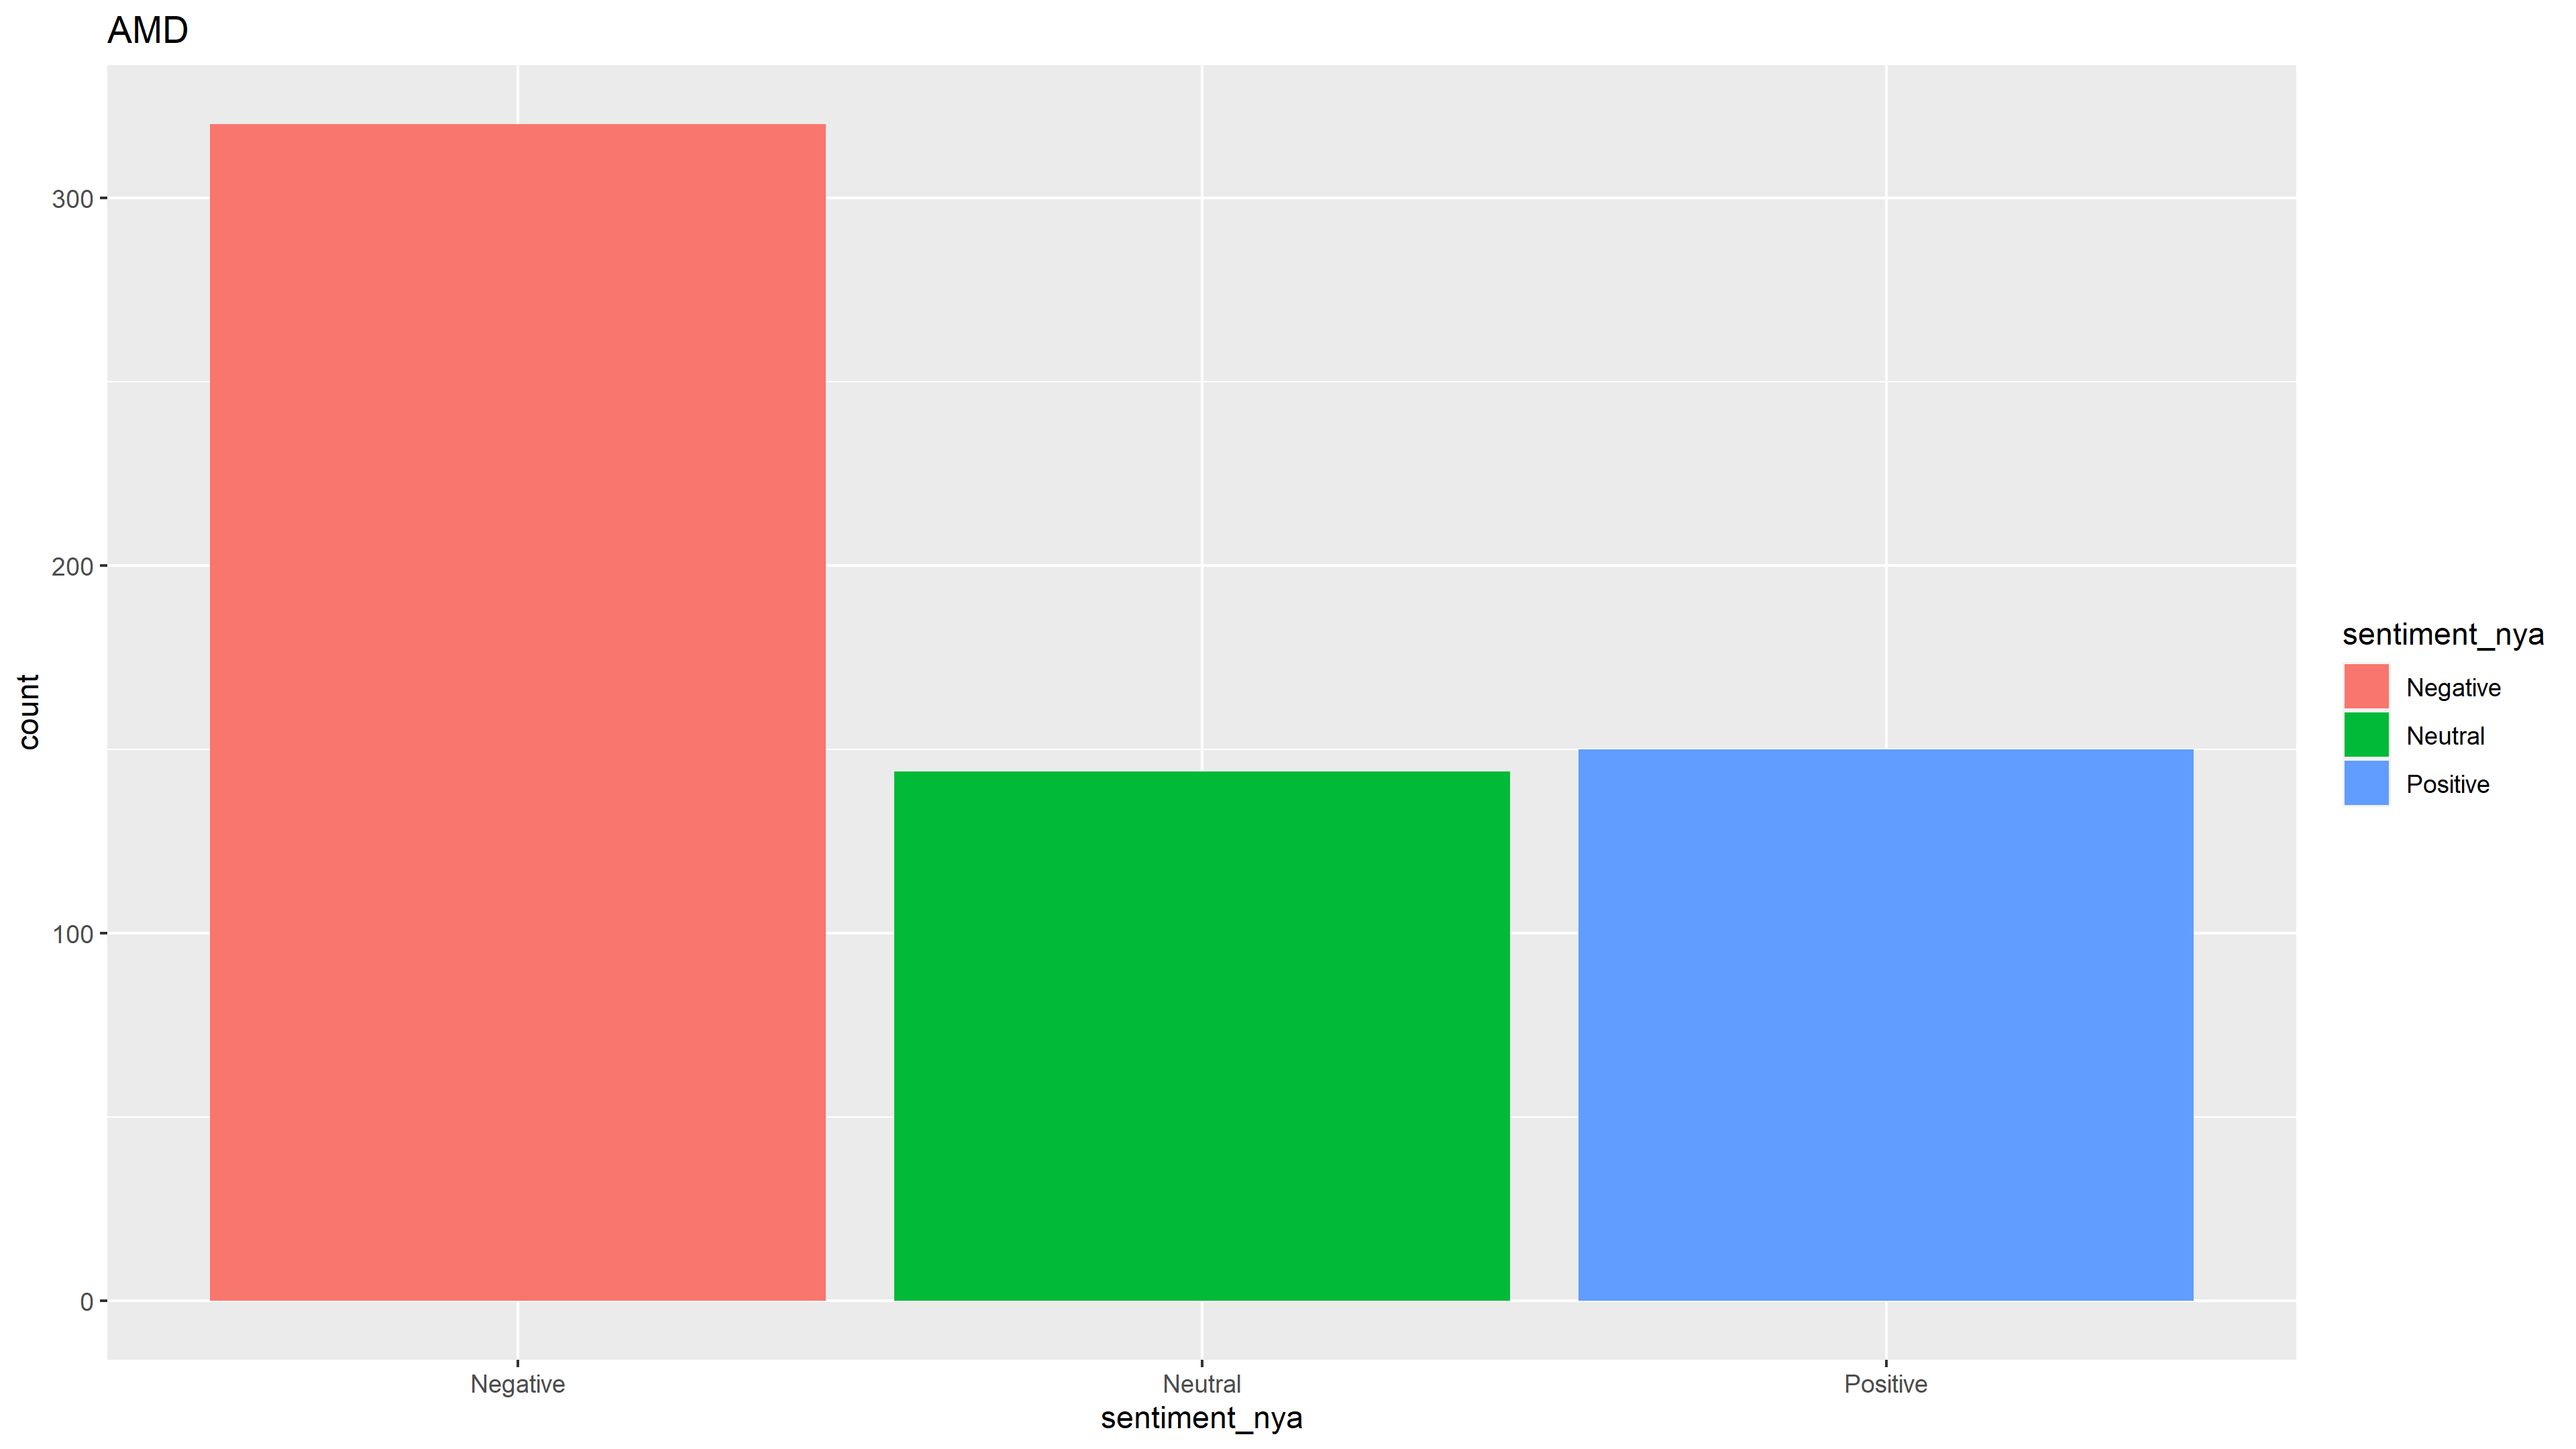 AMD
300
200
100
0
count
Negative
Neutral
Positive
sentiment_nya
sentiment_nya
Negative
Neutral
Positive